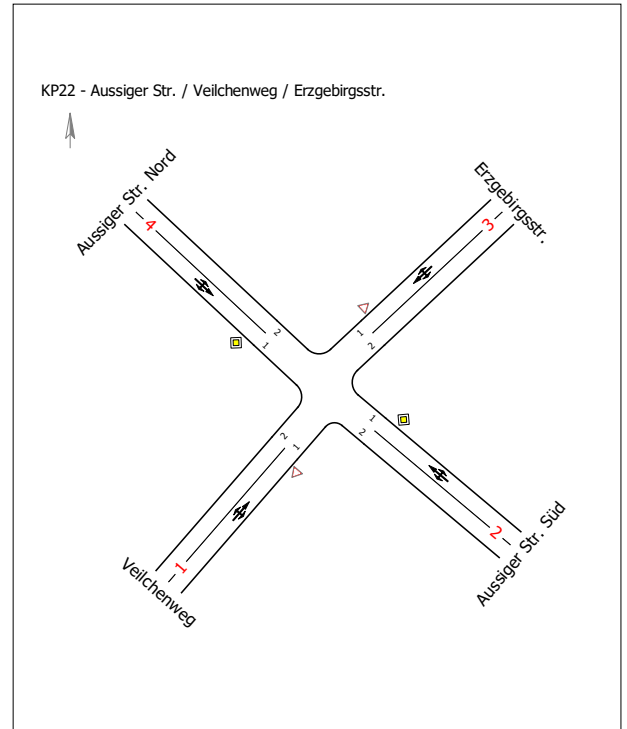 KP22 - Aussiger Str. / Veilchenweg / Erzgebirgsstr.
Aussiger Str. Nord
4
Erzgebirgsstr.
3
2
1
1
2
1
2
2
1
1
Veilchenweg
2
Aussiger Str. Süd